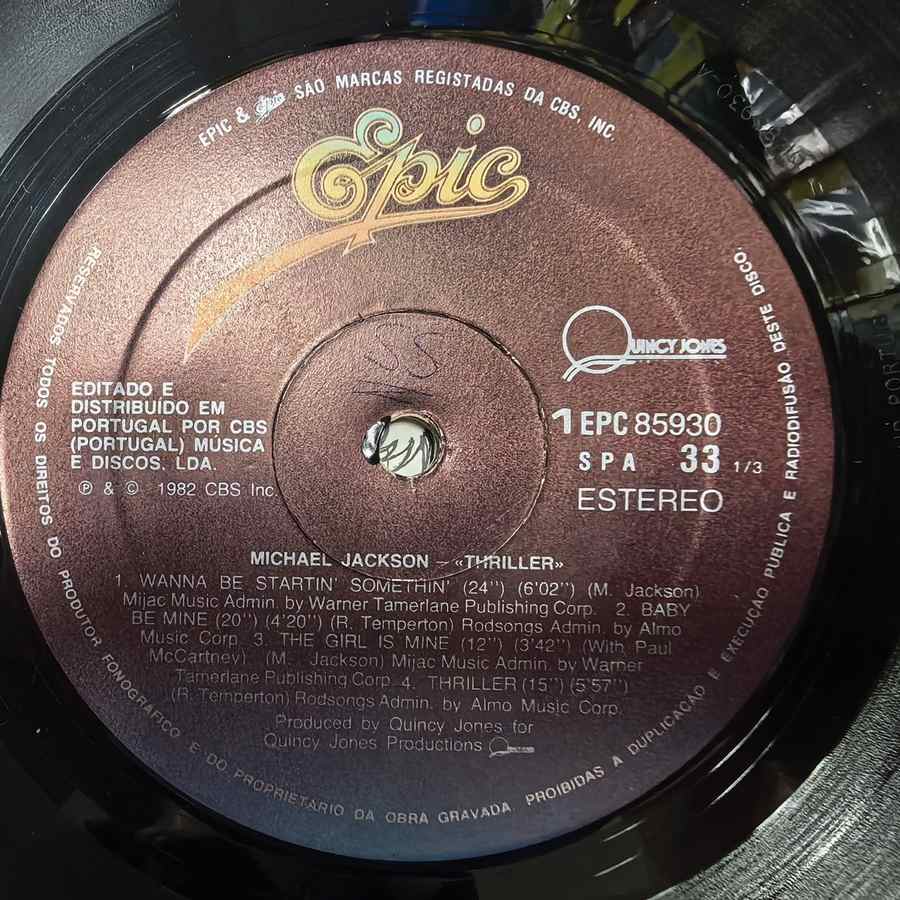 EPIC & Epic SÃO MARCAS REGISTADAS DA CBS, INC.
Epic
QUINCY JONES
EDITADO E
DISTRIBUÍDO EM
PORTUGAL POR CBS
(PORTUGAL) MÚSICA
E DISCOS, LDA.
Ⓟ & © 1982 CBS Inc.
1 EPC 85930
SPA 33 1/3
ESTEREO
MICHAEL JACKSON – «THRILLER»
1. WANNA BE STARTIN' SOMETHIN' (24'') (6'02'') (M. Jackson)
Mijac Music Admin. by Warner Tamerlane Publishing Corp. 2. BABY
BE MINE (20'') (4'20'') (R. Temperton) Rodsongs Admin. by Almo
Music Corp. 3. THE GIRL IS MINE (12'') (3'42'') (With Paul
McCartney) (M. Jackson) Mijac Music Admin. by Warner
Tamerlane Publishing Corp. 4. THRILLER (15'') (5'57'')
(R. Temperton) Rodsongs Admin. by Almo Music Corp.
Produced by Quincy Jones for
Quincy Jones Productions
RESERVADOS TODOS OS DIREITOS DO PRODUTOR FONOGRÁFICO E DO PROPRIETÁRIO DA OBRA GRAVADA. PROIBIDAS A DUPLICAÇÃO E EXECUÇÃO PÚBLICA E RADIODIFUSÃO DESTE DISCO.